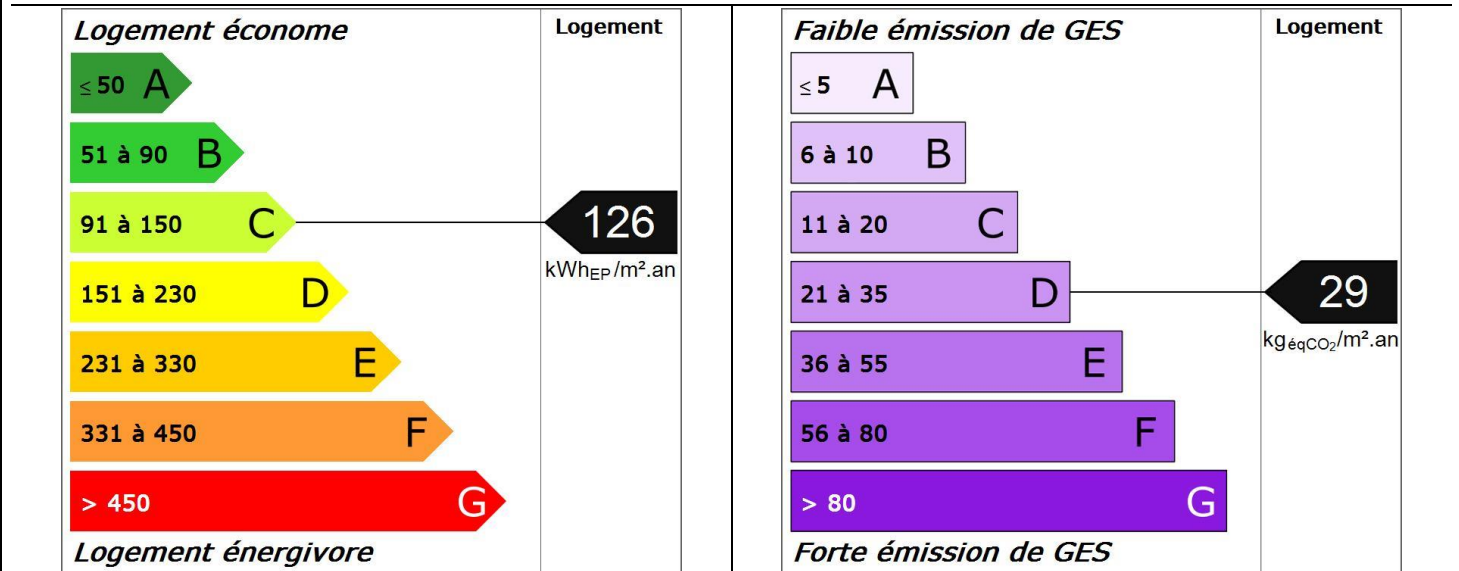 Logement économe
Logement
≤ 50 A
51 à 90 B
91 à 150 C
126
kWhEP/m².an
151 à 230 D
231 à 330 E
331 à 450 F
> 450 G
Logement énergivore
Faible émission de GES
Logement
≤ 5 A
6 à 10 B
11 à 20 C
21 à 35 D
29
kgéqCO₂/m².an
36 à 55 E
56 à 80 F
> 80 G
Forte émission de GES